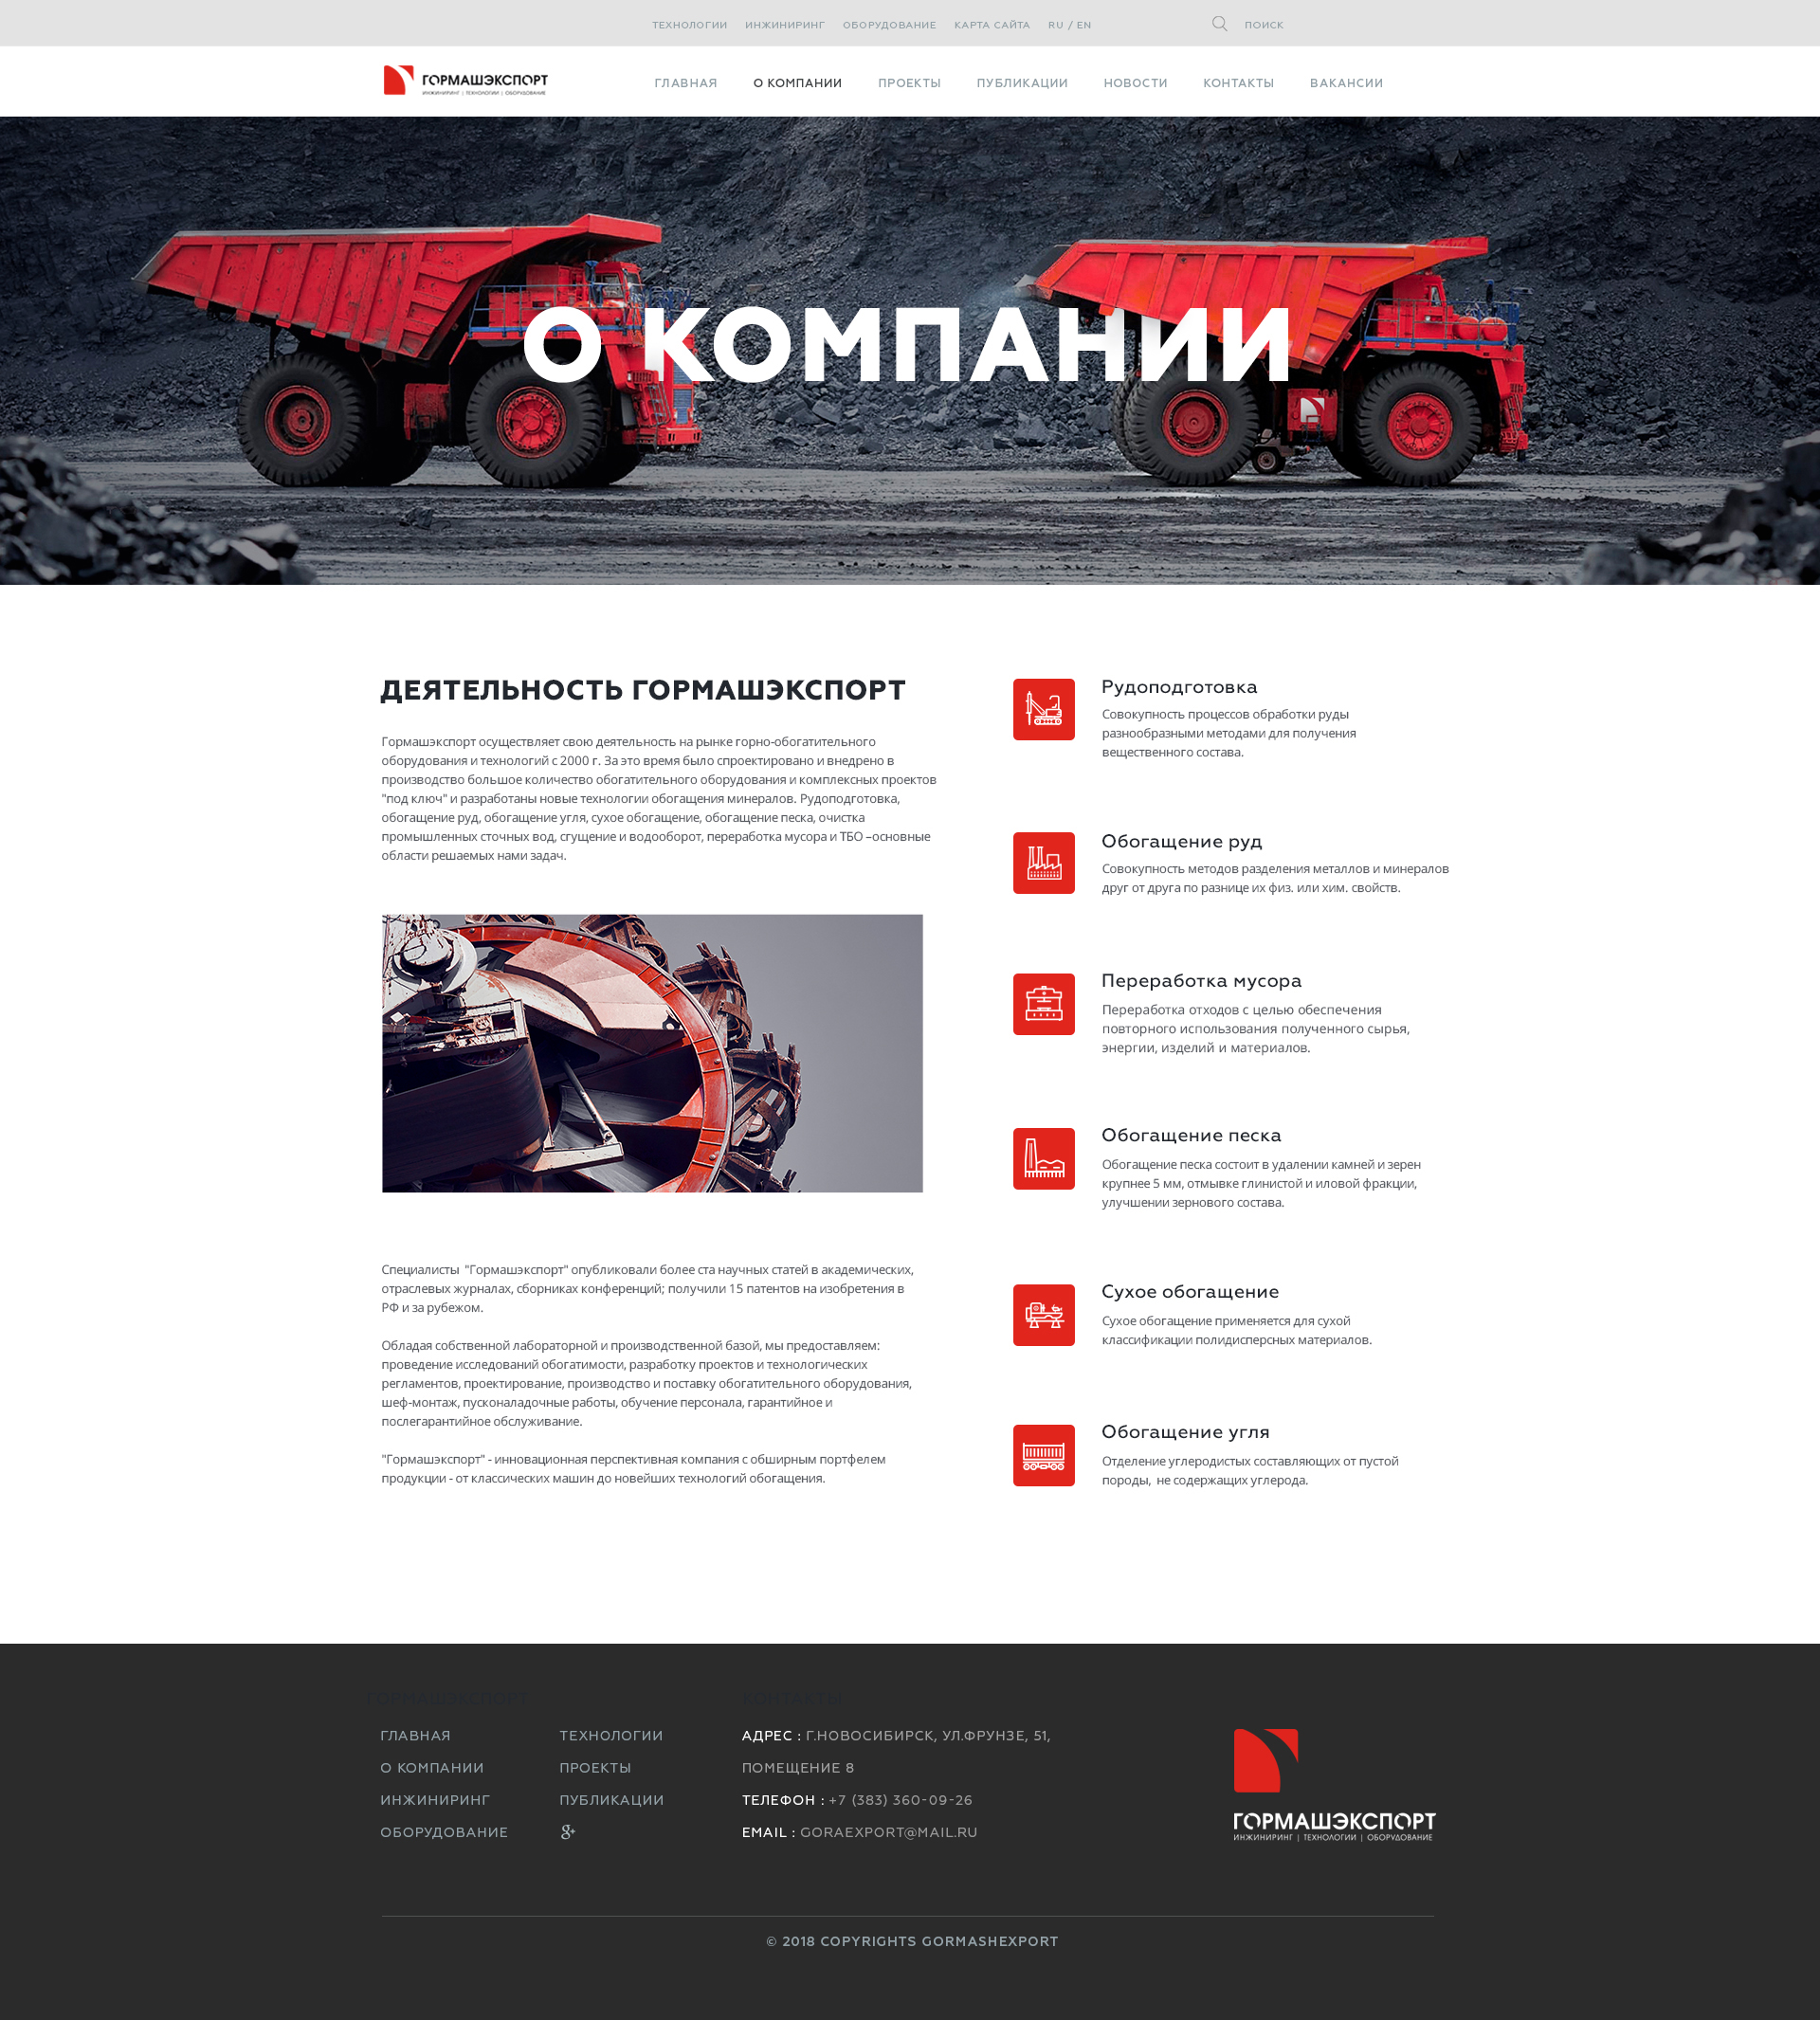 ТЕХНОЛОГИИ ИНЖИНИРИНГ ОБОРУДОВАНИЕ КАРТА САЙТА RU / EN ПОИСК
ГОРМАШЭКСПОРТ
ИНЖИНИРИНГ | ТЕХНОЛОГИИ | ОБОРУДОВАНИЕ
ГЛАВНАЯ О КОМПАНИИ ПРОЕКТЫ ПУБЛИКАЦИИ НОВОСТИ КОНТАКТЫ ВАКАНСИИ
О КОМПАНИИ
ДЕЯТЕЛЬНОСТЬ ГОРМАШЭКСПОРТ
Гормашэкспорт осуществляет свою деятельность на рынке горно-обогатительного
оборудования и технологий с 2000 г. За это время было спроектировано и внедрено в
производство большое количество обогатительного оборудования и комплексных проектов
"под ключ" и разработаны новые технологии обогащения минералов. Рудоподготовка,
обогащение руд, обогащение угля, сухое обогащение, обогащение песка, очистка
промышленных сточных вод, сгущение и водооборот, переработка мусора и ТБО –основные
области решаемых нами задач.
Специалисты "Гормашэкспорт" опубликовали более ста научных статей в академических,
отраслевых журналах, сборниках конференций; получили 15 патентов на изобретения в
РФ и за рубежом.
Обладая собственной лабораторной и производственной базой, мы предоставляем:
проведение исследований обогатимости, разработку проектов и технологических
регламентов, проектирование, производство и поставку обогатительного оборудования,
шеф-монтаж, пусконаладочные работы, обучение персонала, гарантийное и
послегарантийное обслуживание.
"Гормашэкспорт" - инновационная перспективная компания с обширным портфелем
продукции - от классических машин до новейших технологий обогащения.
Рудоподготовка
Совокупность процессов обработки руды
разнообразными методами для получения
вещественного состава.
Обогащение руд
Совокупность методов разделения металлов и минералов
друг от друга по разнице их физ. или хим. свойств.
Переработка мусора
Переработка отходов с целью обеспечения
повторного использования полученного сырья,
энергии, изделий и материалов.
Обогащение песка
Обогащение песка состоит в удалении камней и зерен
крупнее 5 мм, отмывке глинистой и иловой фракции,
улучшении зернового состава.
Сухое обогащение
Сухое обогащение применяется для сухой
классификации полидисперсных материалов.
Обогащение угля
Отделение углеродистых составляющих от пустой
породы, не содержащих углерода.
ГОРМАШЭКСПОРТ
КОНТАКТЫ
ГЛАВНАЯ
О КОМПАНИИ
ИНЖИНИРИНГ
ОБОРУДОВАНИЕ
ТЕХНОЛОГИИ
ПРОЕКТЫ
ПУБЛИКАЦИИ
g+
АДРЕС : Г.НОВОСИБИРСК, УЛ.ФРУНЗЕ, 51,
ПОМЕЩЕНИЕ 8
ТЕЛЕФОН : +7 (383) 360-09-26
EMAIL : GORAEXPORT@MAIL.RU
ГОРМАШЭКСПОРТ
ИНЖИНИРИНГ | ТЕХНОЛОГИИ | ОБОРУДОВАНИЕ
© 2018 COPYRIGHTS GORMASHEXPORT